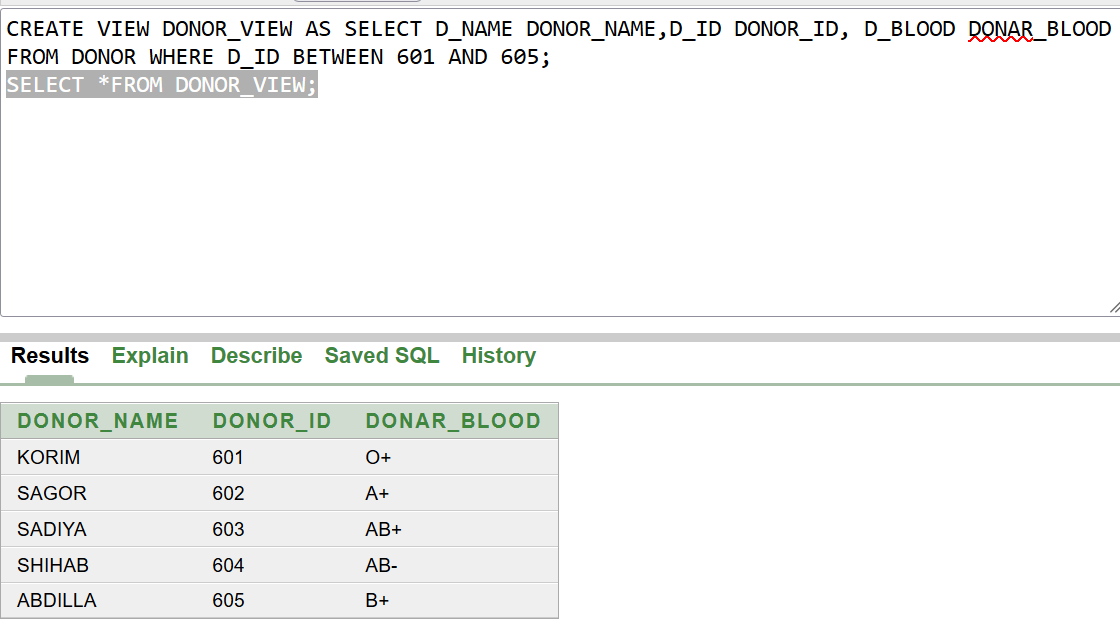 CREATE VIEW DONOR_VIEW AS SELECT D_NAME DONOR_NAME,D_ID DONOR_ID, D_BLOOD DONAR_BLOOD
FROM DONOR WHERE D_ID BETWEEN 601 AND 605;
SELECT *FROM DONOR_VIEW;
Results Explain Describe Saved SQL History
DONOR_NAME DONOR_ID DONAR_BLOOD
KORIM 601 O+
SAGOR 602 A+
SADIYA 603 AB+
SHIHAB 604 AB-
ABDILLA 605 B+